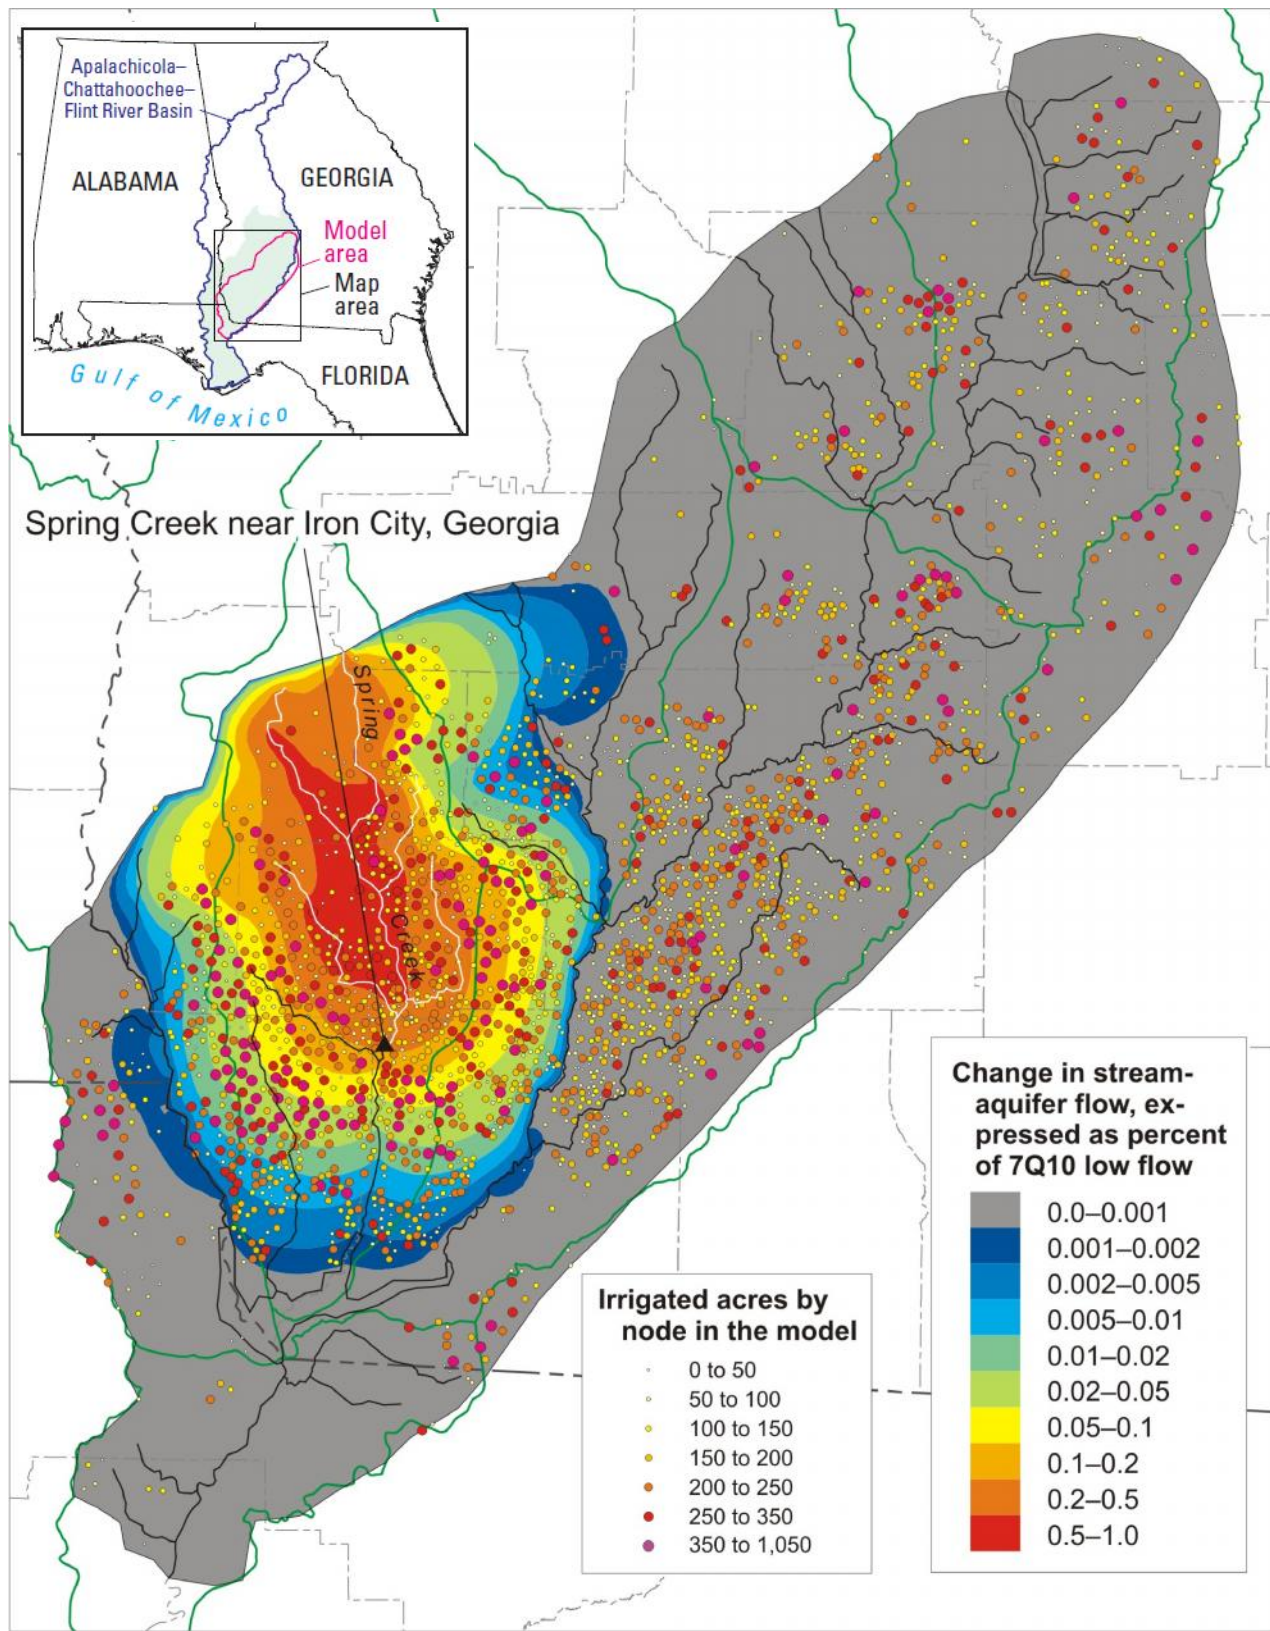 Apalachicola–
Chattahoochee–
Flint River Basin
ALABAMA
GEORGIA
Model
area
Map
area
FLORIDA
Gulf of Mexico
Spring Creek near Iron City, Georgia
Spring
Creek
Change in stream-
aquifer flow, ex-
pressed as percent
of 7Q10 low flow
0.0–0.001
0.001–0.002
0.002–0.005
0.005–0.01
0.01–0.02
0.02–0.05
0.05–0.1
0.1–0.2
0.2–0.5
0.5–1.0
Irrigated acres by
node in the model
0 to 50
50 to 100
100 to 150
150 to 200
200 to 250
250 to 350
350 to 1,050